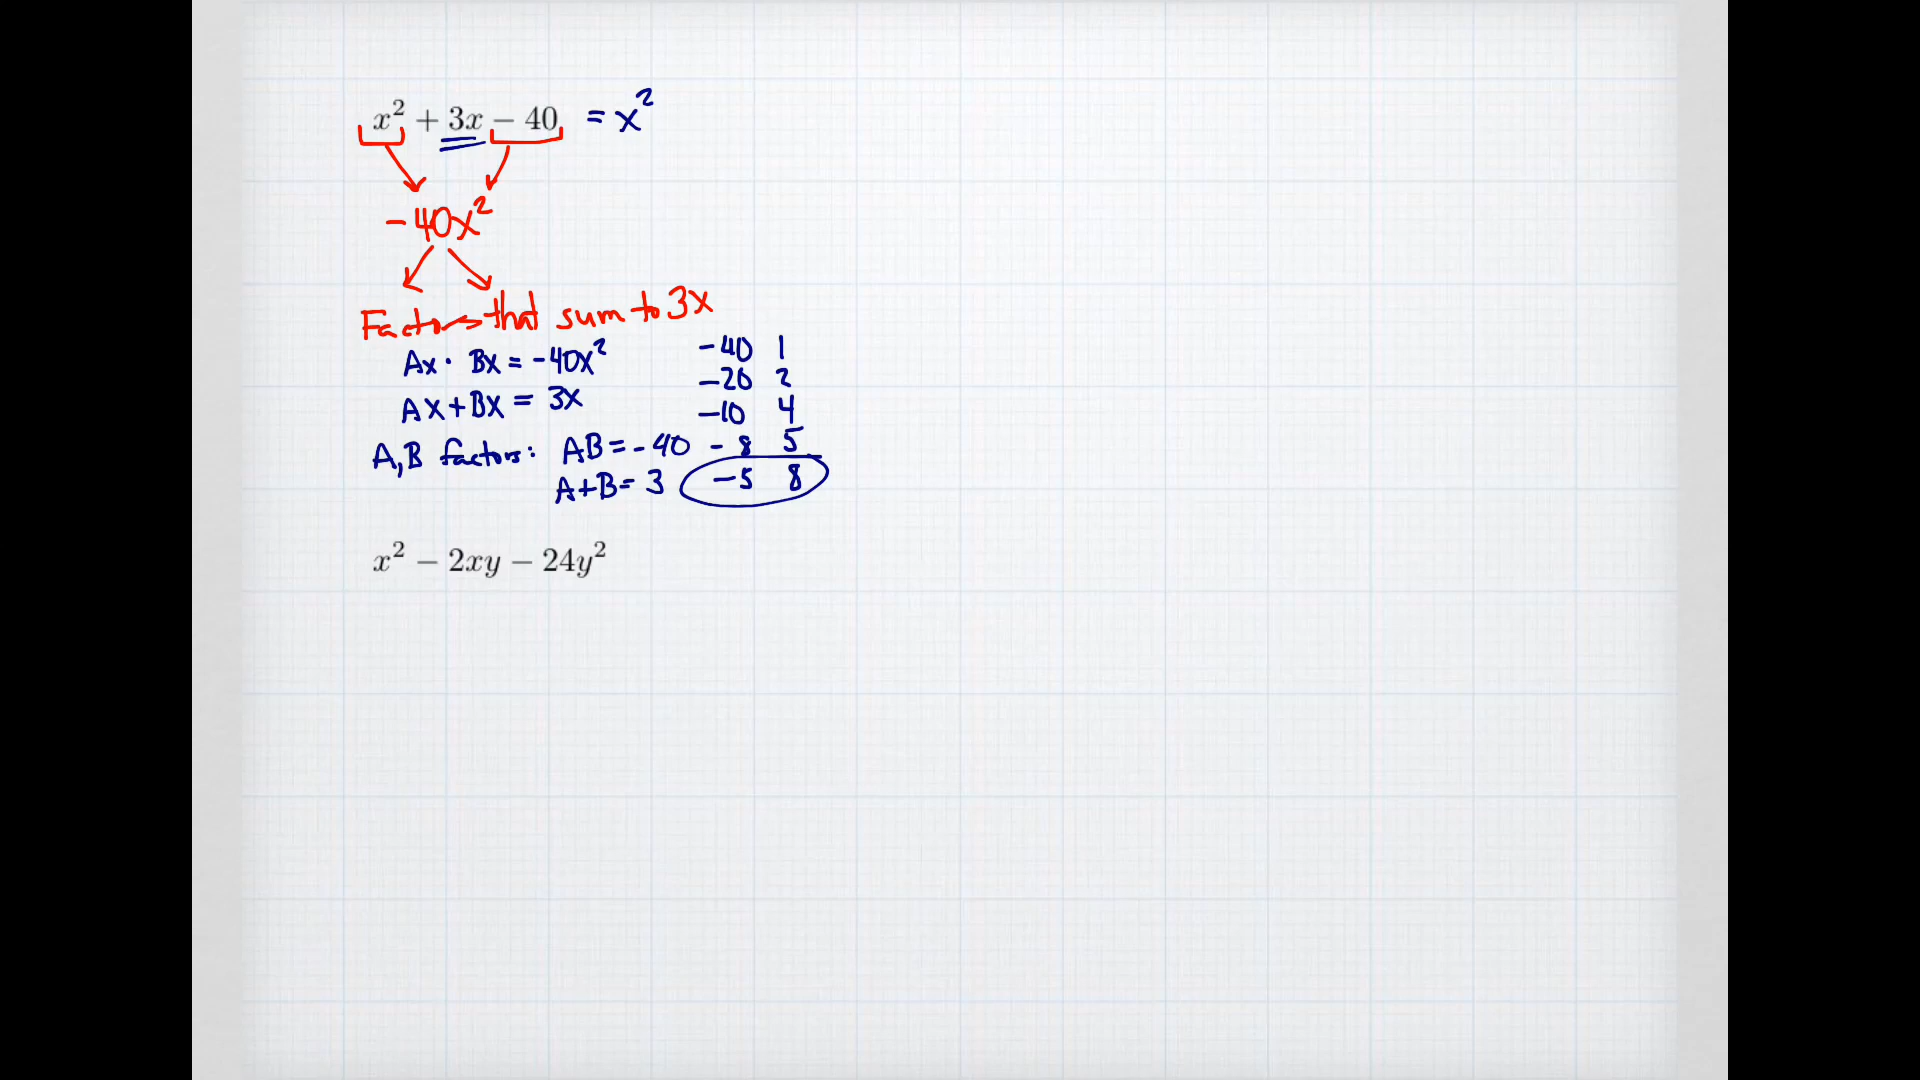 x² + 3x − 40 = x²
-40x²
Factors that sum to 3x
Ax · Bx = -40x²
Ax + Bx = 3x
A,B factors: AB = -40
A+B = 3
-40 1
-20 2
-10 4
-8 5
-5 8
x² − 2xy − 24y²